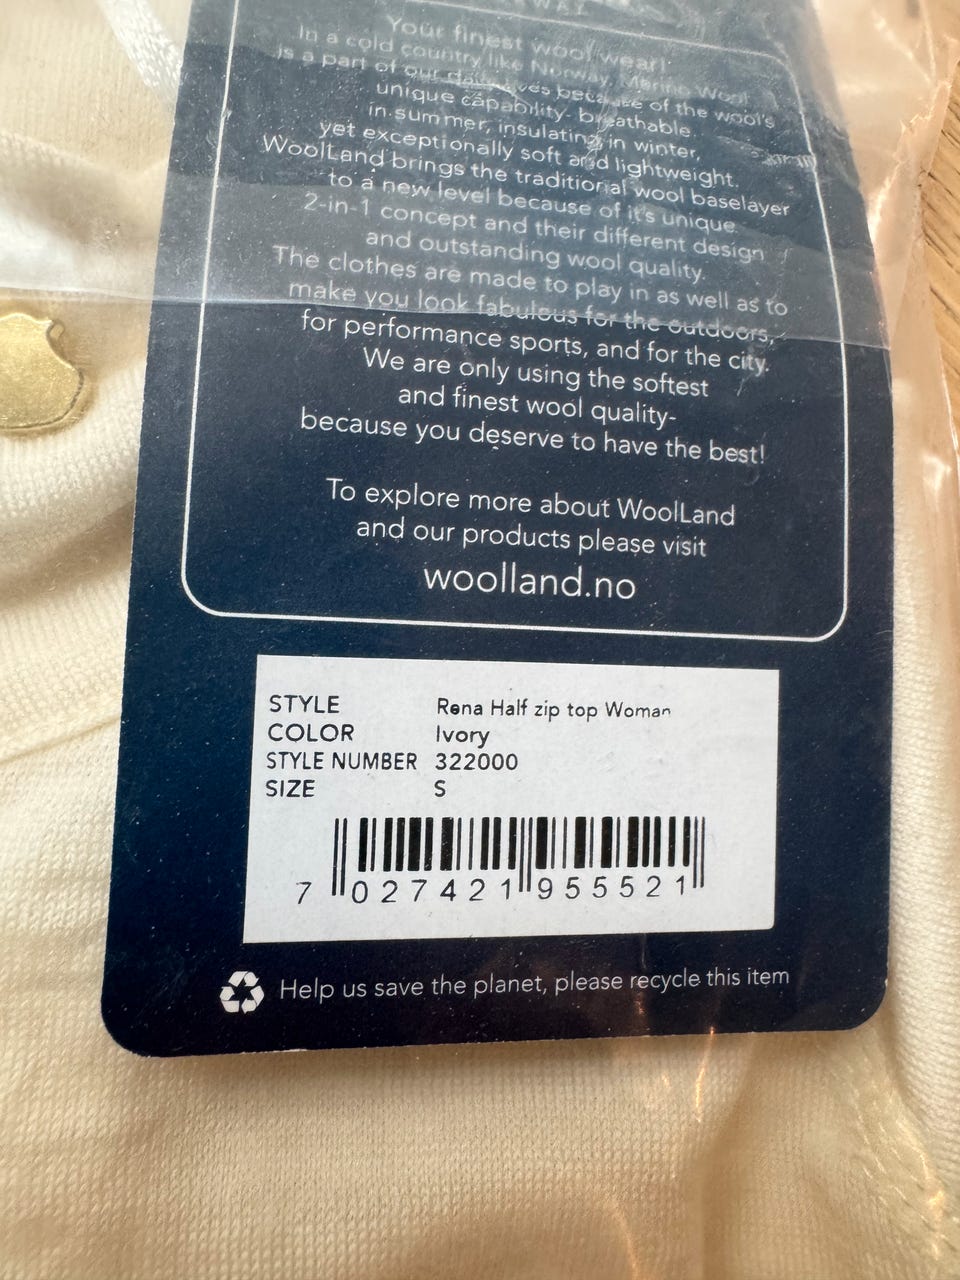 Your finest wool wear!
In a cold country like Norway, Merino Wool
is a part of our daily lives because of the wool's
unique capability- breathable
in summer, insulating in winter,
yet exceptionally soft and lightweight.
WoolLand brings the traditional wool baselayer
to a new level because of it's unique
2-in-1 concept and their different design
and outstanding wool quality.
The clothes are made to play in as well as to
make you look fabulous for the outdoors,
for performance sports, and for the city.
We are only using the softest
and finest wool quality-
because you deserve to have the best!
To explore more about WoolLand
and our products please visit
woolland.no
STYLE Rena Half zip top Woman
COLOR Ivory
STYLE NUMBER 322000
SIZE S
7 027421 955521
Help us save the planet, please recycle this item